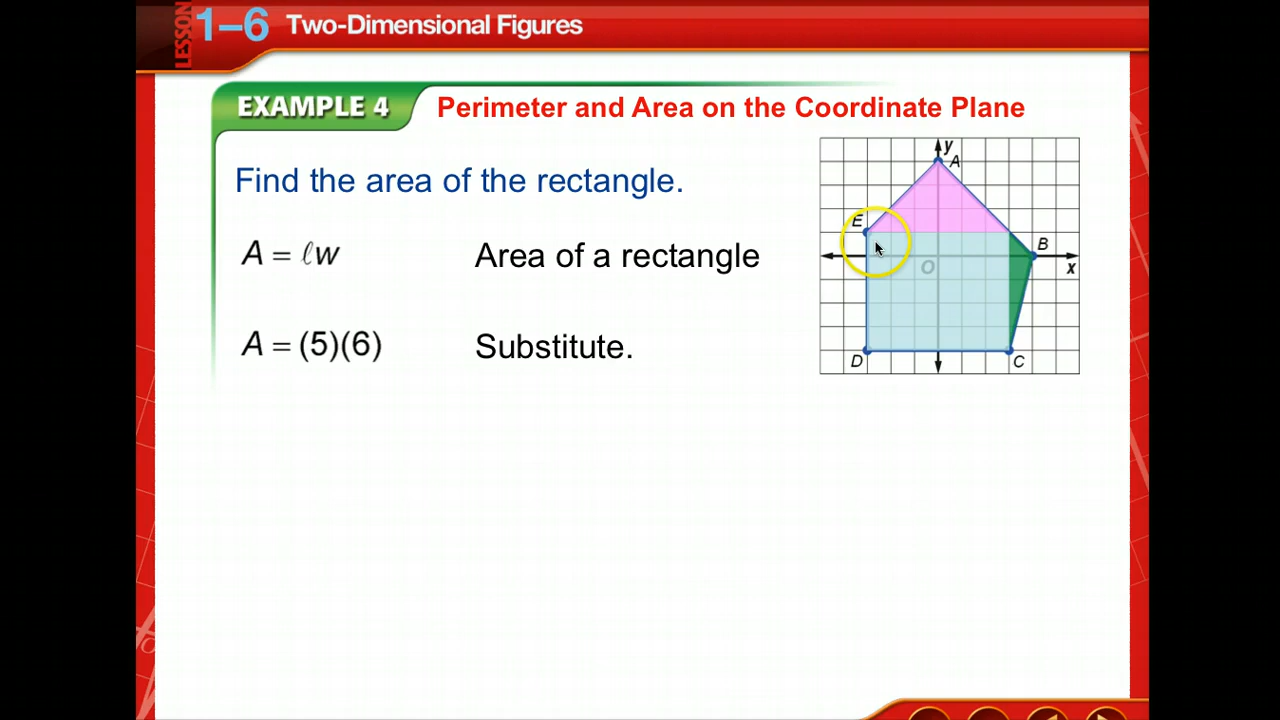 LESSON 1–6 Two-Dimensional Figures
EXAMPLE 4 Perimeter and Area on the Coordinate Plane
Find the area of the rectangle.
A = ℓw Area of a rectangle
A = (5)(6) Substitute.
y
A
E
B
O
x
D
C